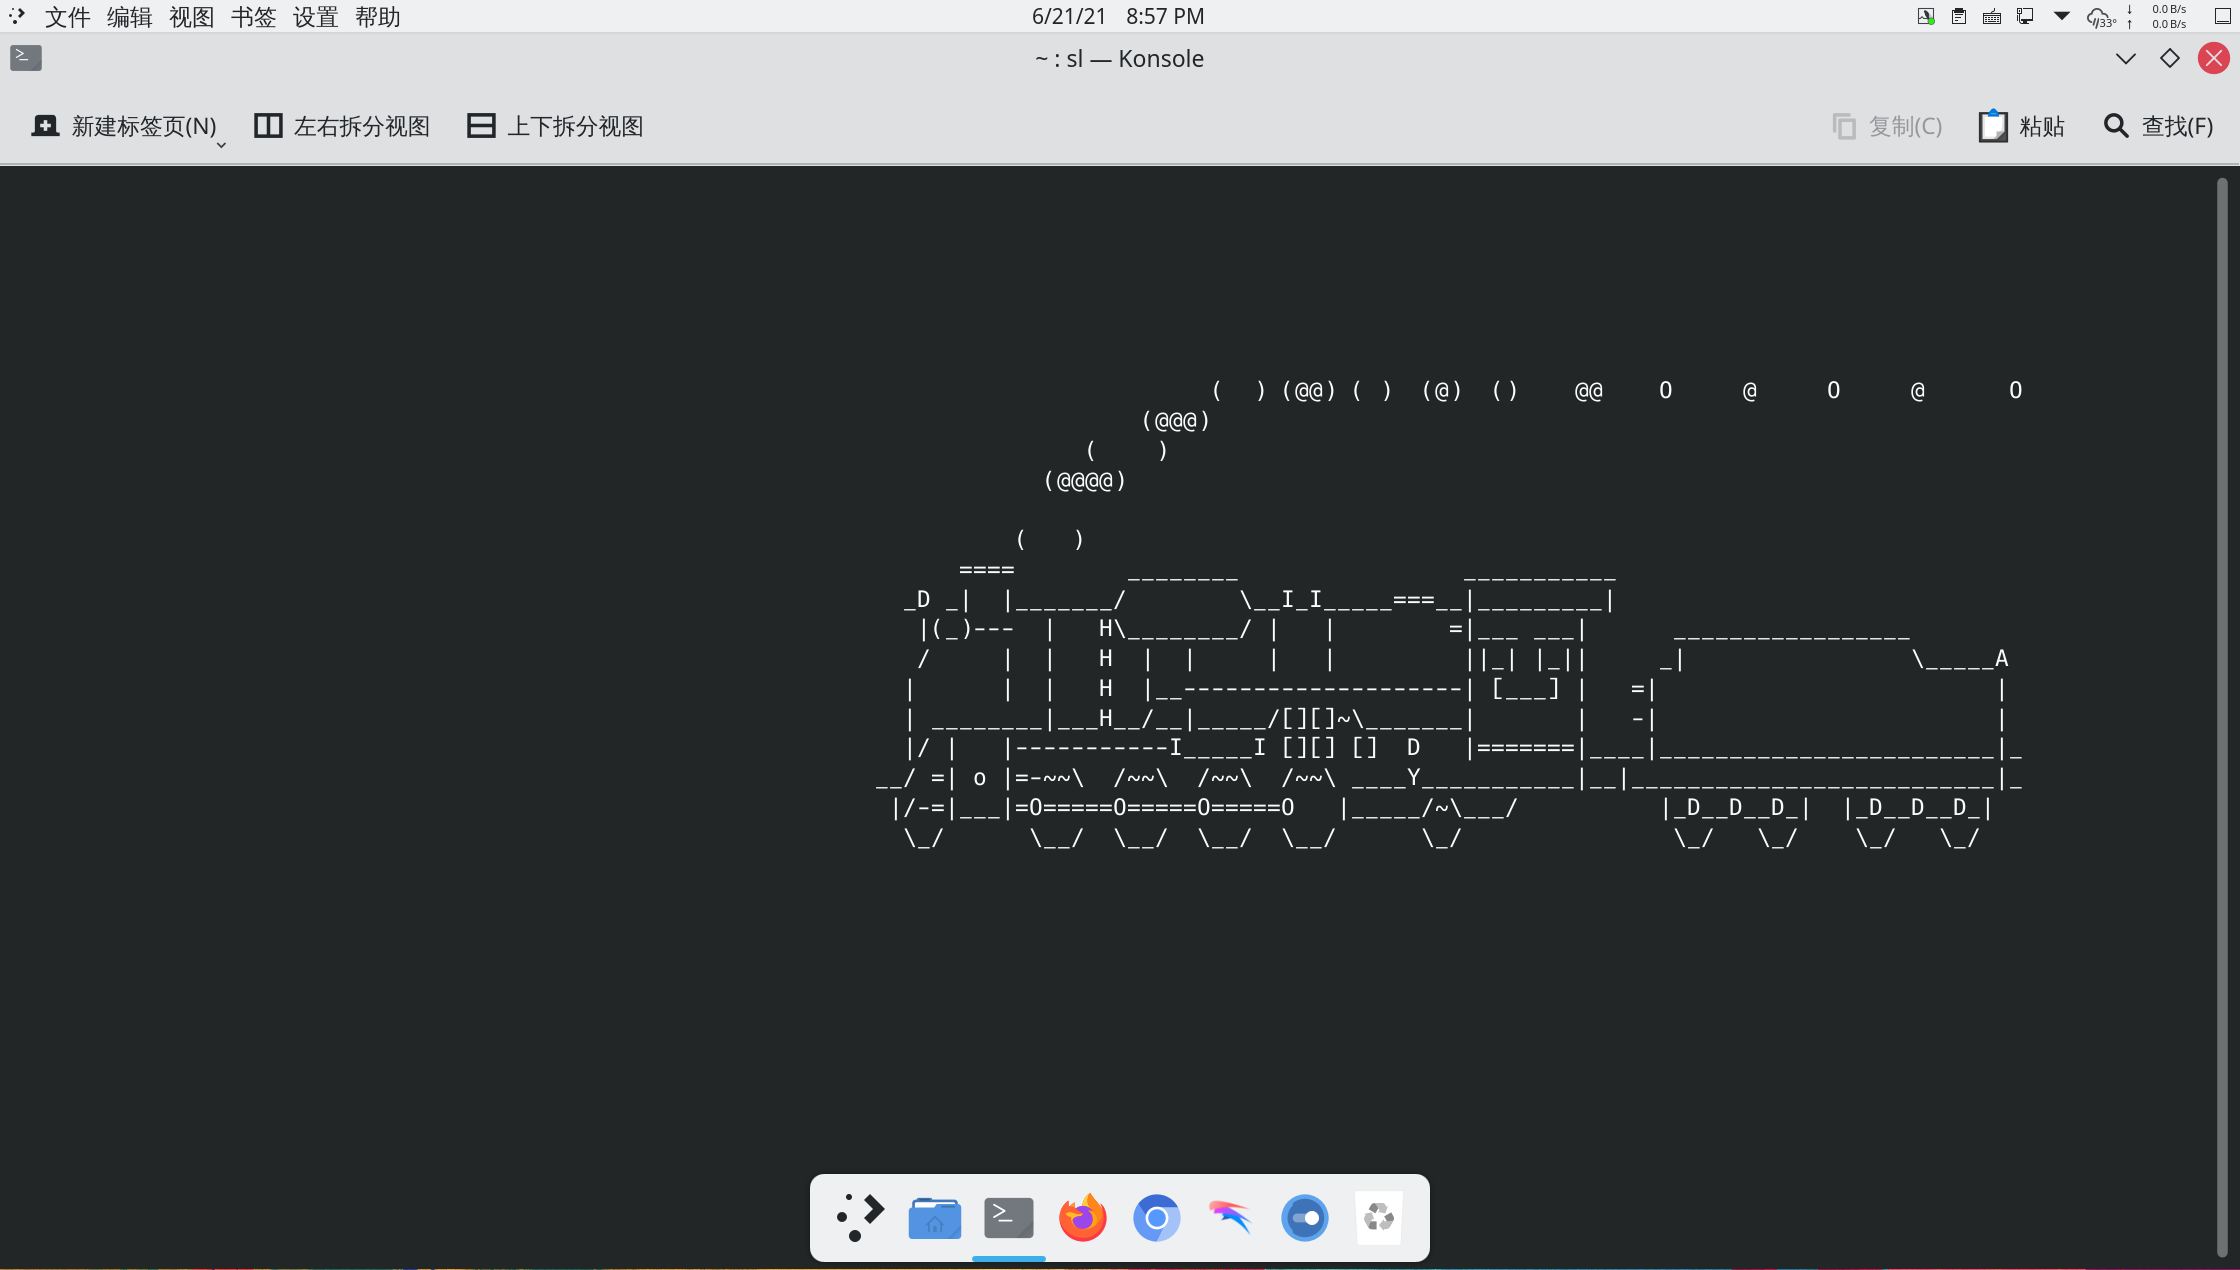 文件 编辑 视图 书签 设置 帮助 6/21/21 8:57 PM 33° 0.0 B/s
0.0 B/s
~ : sl — Konsole
新建标签页(N) 左右拆分视图 上下拆分视图 复制(C) 粘贴 查找(F)
                        (  ) (@@) ( )  (@)  ()    @@    O     @     O     @      O
                   (@@@)
               (    )
            (@@@@)

          (   )
      ====        ________                ___________
  _D _|  |_______/        \__I_I_____===__|_________|
   |(_)---  |   H\________/ |   |        =|___ ___|      _________________
   /     |  |   H  |  |     |   |         ||_| |_||     _|                \_____A
  |      |  |   H  |__--------------------| [___] |   =|                        |
  | ________|___H__/__|_____/[][]~\_______|       |   -|                        |
  |/ |   |-----------I_____I [][] []  D   |=======|____|________________________|_
__/ =| o |=-~~\  /~~\  /~~\  /~~\ ____Y___________|__|__________________________|_
 |/-=|___|=O=====O=====O=====O   |_____/~\___/          |_D__D__D_|  |_D__D__D_|
  \_/      \__/  \__/  \__/  \__/      \_/               \_/   \_/    \_/   \_/